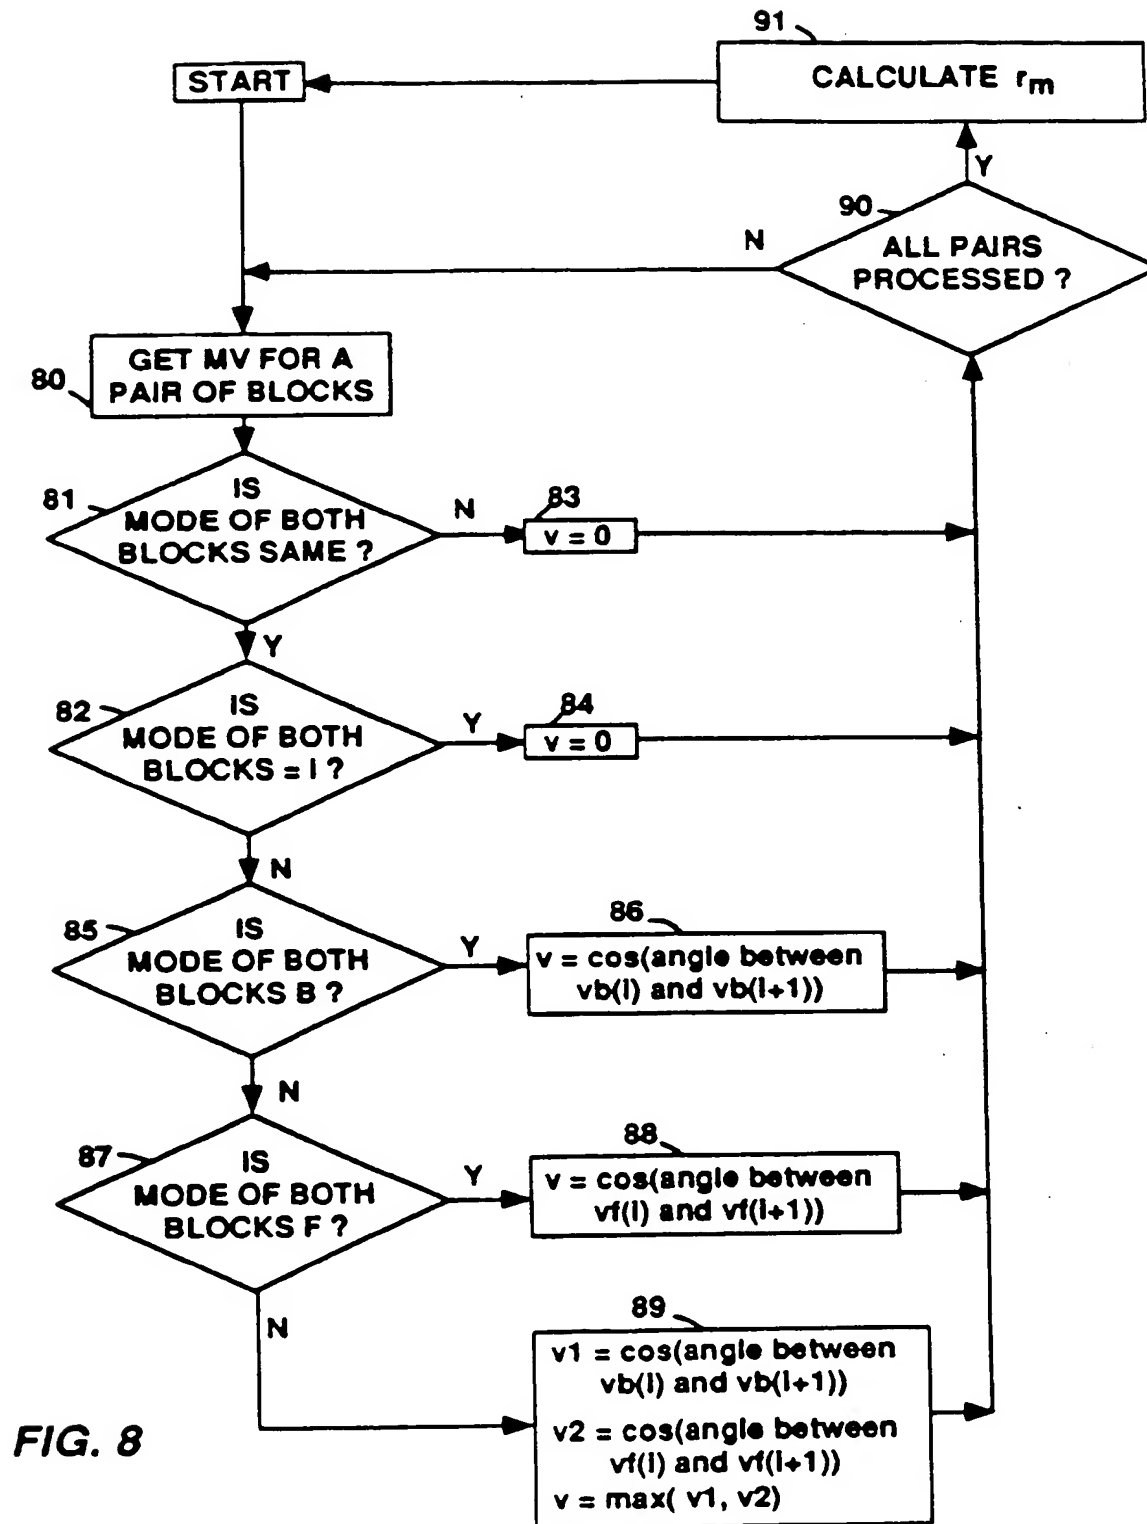 91
START
CALCULATE rm
Y
90
N
ALL PAIRS
PROCESSED ?
80
GET MV FOR A
PAIR OF BLOCKS
81
IS
MODE OF BOTH
BLOCKS SAME ?
N
83
v = 0
Y
82
IS
MODE OF BOTH
BLOCKS = I ?
Y
84
v = 0
N
85
IS
MODE OF BOTH
BLOCKS B ?
Y
86
v = cos(angle between
vb(i) and vb(i+1))
N
87
IS
MODE OF BOTH
BLOCKS F ?
Y
88
v = cos(angle between
vf(i) and vf(i+1))
N
89
v1 = cos(angle between
vb(i) and vb(i+1))
v2 = cos(angle between
vf(i) and vf(i+1))
v = max( v1, v2)
FIG. 8